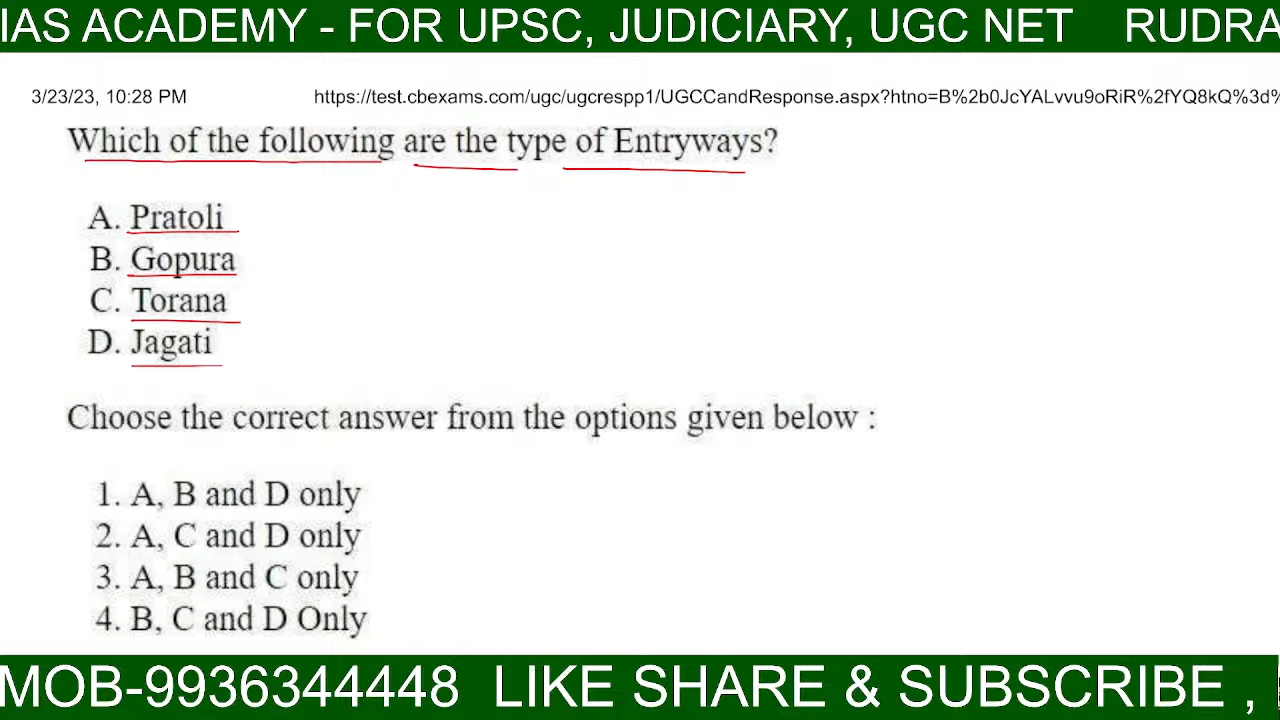 IAS ACADEMY - FOR UPSC, JUDICIARY, UGC NET RUDRA
3/23/23, 10:28 PM https://test.cbexams.com/ugc/ugcrespp1/UGCCandResponse.aspx?htno=B%2b0JcYALvvu9oRiR%2fYQ8kQ%3d%
Which of the following are the type of Entryways?
A. Pratoli
B. Gopura
C. Torana
D. Jagati
Choose the correct answer from the options given below :
1. A, B and D only
2. A, C and D only
3. A, B and C only
4. B, C and D Only
MOB-9936344448 LIKE SHARE & SUBSCRIBE ,